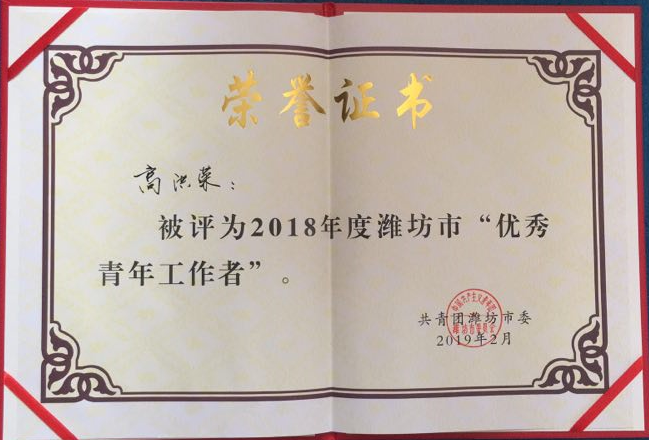 荣誉证书
高洪荣：
被评为2018年度潍坊市“优秀
青年工作者”。
共青团潍坊市委
2019年2月